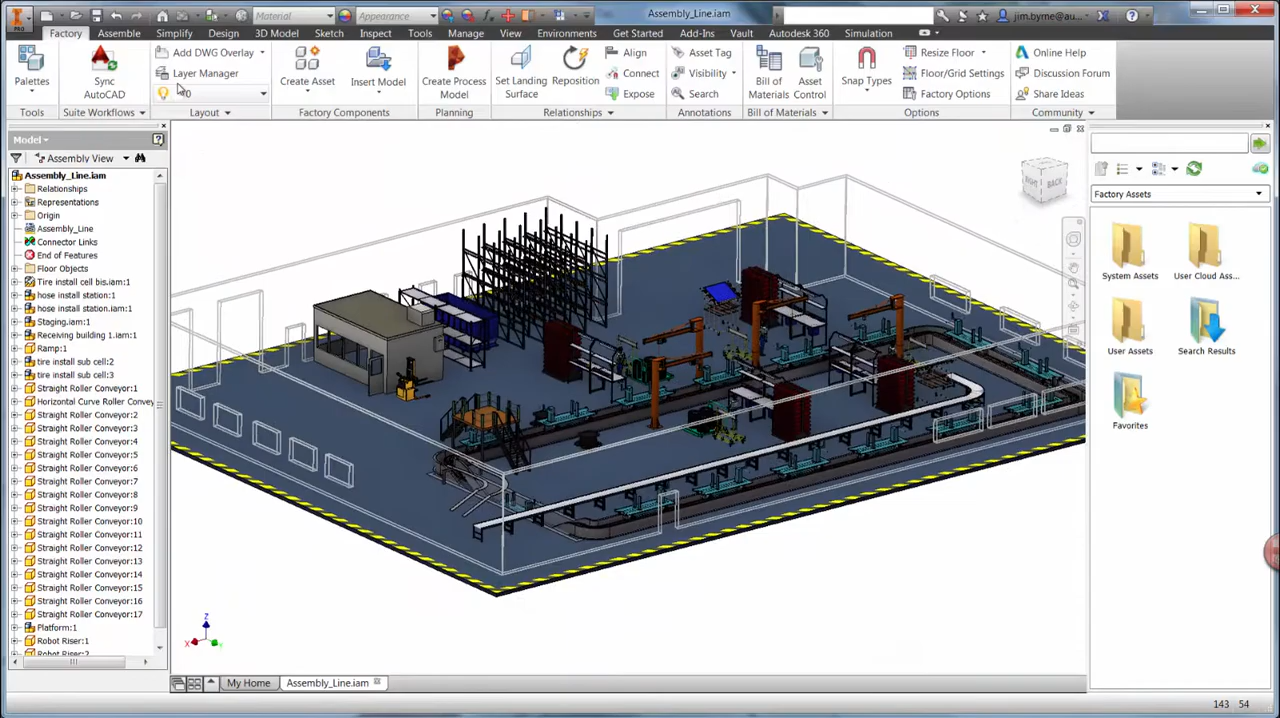 Material
Appearance
Assembly_Line.iam
jim.byrne@au...
PRO
Factory Assembly Simplify Design 3D Model Sketch Inspect Tools Manage View Environments Get Started Add-Ins Vault Autodesk 360 Simulation
Palettes
Sync AutoCAD
Add DWG Overlay
Layer Manager
0
Create Asset
Insert Model
Create Process Model
Set Landing Surface
Reposition
Align
Connect
Expose
Asset Tag
Visibility
Search
Bill of Materials
Asset Control
Snap Types
Resize Floor
Floor/Grid Settings
Factory Options
Online Help
Discussion Forum
Share Ideas
Tools Suite Workflows Layout Factory Components Planning Relationships Annotations Bill of Materials Options Community
Model
Assembly View
Assembly_Line.iam
Relationships
Representations
Origin
Assembly_Line
Connector Links
End of Features
Floor Objects
Tire install cell bis.iam:1
hose install station:1
hose install station.iam:1
Staging.iam:1
Receiving building 1.iam:1
Ramp:1
tire install sub cell:2
tire install sub cell:3
Straight Roller Conveyor:1
Horizontal Curve Roller Convey
Straight Roller Conveyor:2
Straight Roller Conveyor:3
Straight Roller Conveyor:4
Straight Roller Conveyor:5
Straight Roller Conveyor:6
Straight Roller Conveyor:7
Straight Roller Conveyor:8
Straight Roller Conveyor:9
Straight Roller Conveyor:10
Straight Roller Conveyor:11
Straight Roller Conveyor:12
Straight Roller Conveyor:13
Straight Roller Conveyor:14
Straight Roller Conveyor:15
Straight Roller Conveyor:16
Straight Roller Conveyor:17
Platform:1
Robot Riser:1
Robot Riser:2
RIGHT BACK
Z
X
Y
Factory Assets
System Assets
User Cloud Ass...
User Assets
Search Results
Favorites
My Home
Assembly_Line.iam
143 54